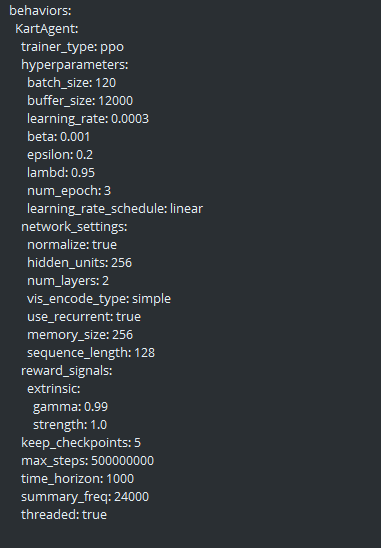 behaviors:
KartAgent:
trainer_type: ppo
hyperparameters:
batch_size: 120
buffer_size: 12000
learning_rate: 0.0003
beta: 0.001
epsilon: 0.2
lambd: 0.95
num_epoch: 3
learning_rate_schedule: linear
network_settings:
normalize: true
hidden_units: 256
num_layers: 2
vis_encode_type: simple
use_recurrent: true
memory_size: 256
sequence_length: 128
reward_signals:
extrinsic:
gamma: 0.99
strength: 1.0
keep_checkpoints: 5
max_steps: 500000000
time_horizon: 1000
summary_freq: 24000
threaded: true